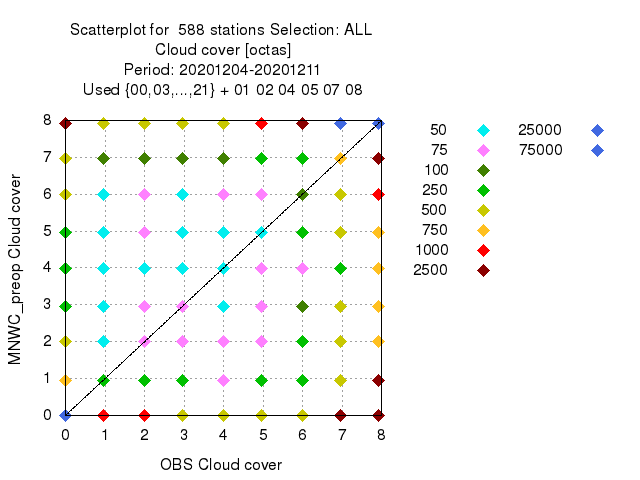 Scatterplot for 588 stations Selection: ALL
Cloud cover [octas]
Period: 20201204-20201211
Used {00,03,...,21} + 01 02 04 05 07 08
MNWC_preop Cloud cover
8
7
6
5
4
3
2
1
0
0 1 2 3 4 5 6 7 8
OBS Cloud cover
50 25000
75 75000
100
250
500
750
1000
2500